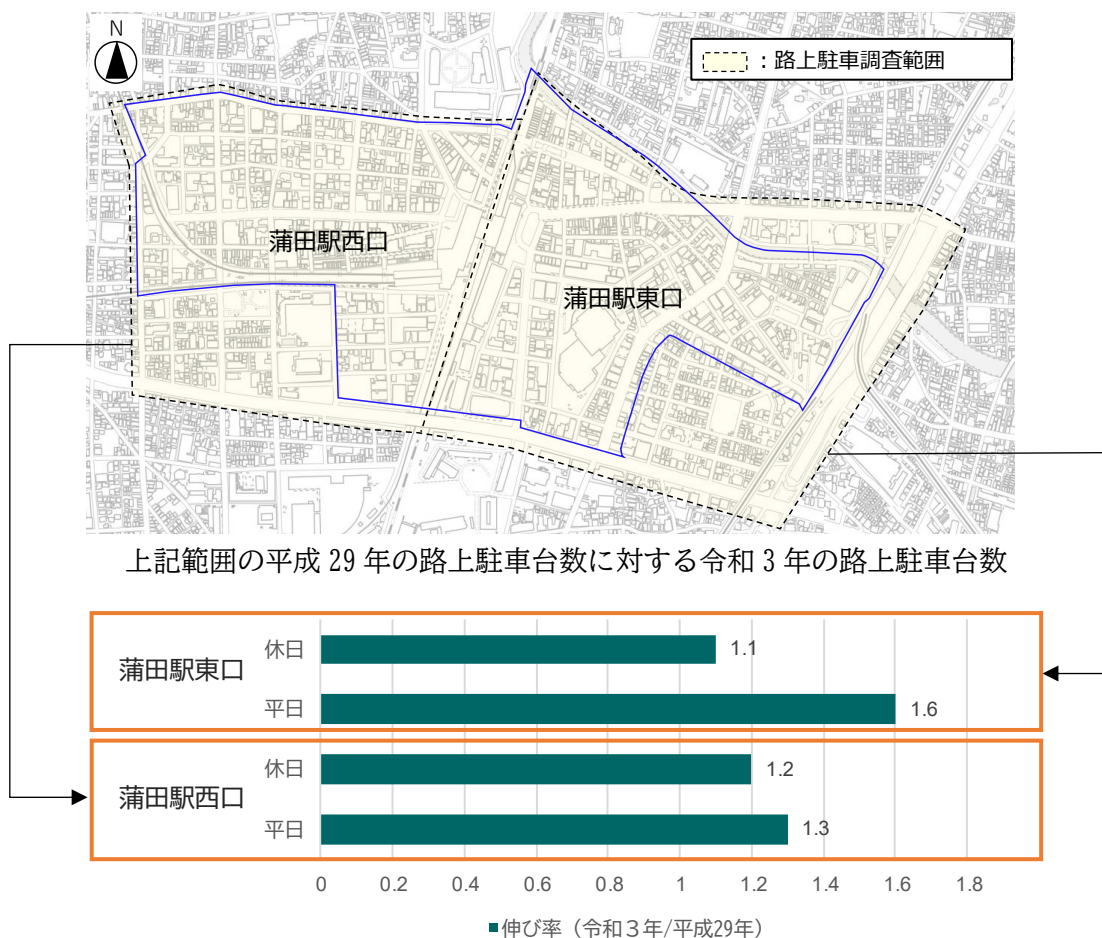 N
：路上駐車調査範囲
蒲田駅西口
蒲田駅東口
上記範囲の平成 29 年の路上駐車台数に対する令和 3 年の路上駐車台数
蒲田駅東口
休日
1.1
平日
1.6
蒲田駅西口
休日
1.2
平日
1.3
0 0.2 0.4 0.6 0.8 1 1.2 1.4 1.6 1.8
■伸び率（令和３年/平成29年）